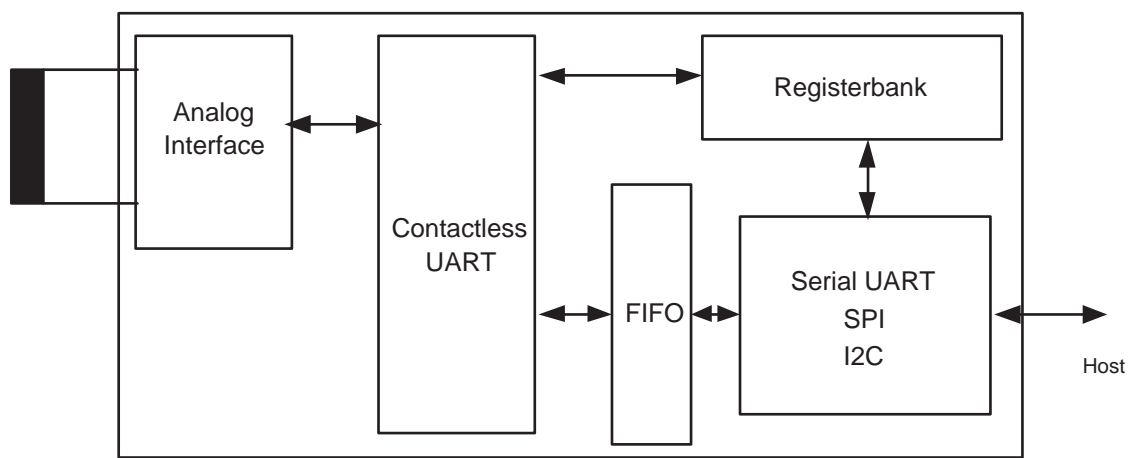 Analog
Interface
Contactless
UART
Registerbank
FIFO
Serial UART
SPI
I2C
Host